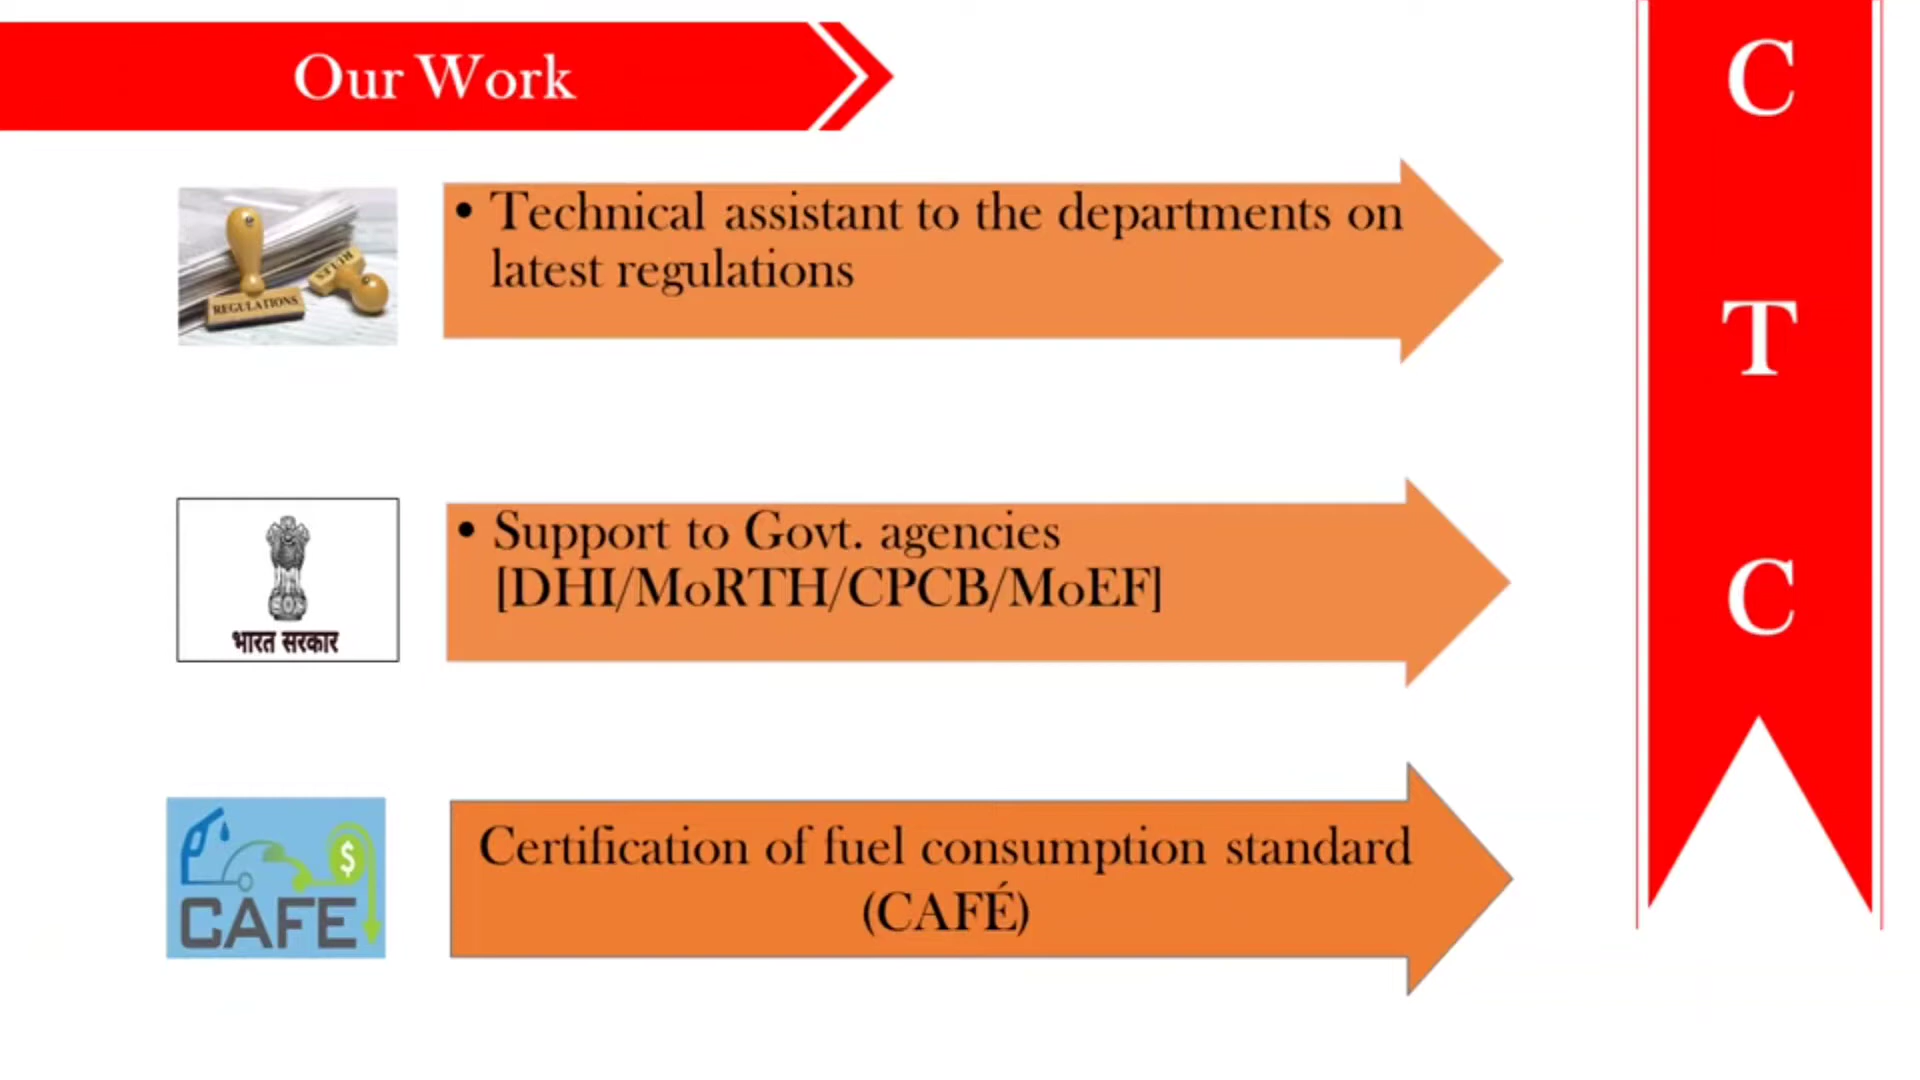 Our Work
C
T
C
REGULATIONS
RULES
• Technical assistant to the departments on
latest regulations
भारत सरकार
• Support to Govt. agencies
[DHI/MoRTH/CPCB/MoEF]
$
CAFE
Certification of fuel consumption standard
(CAFÉ)